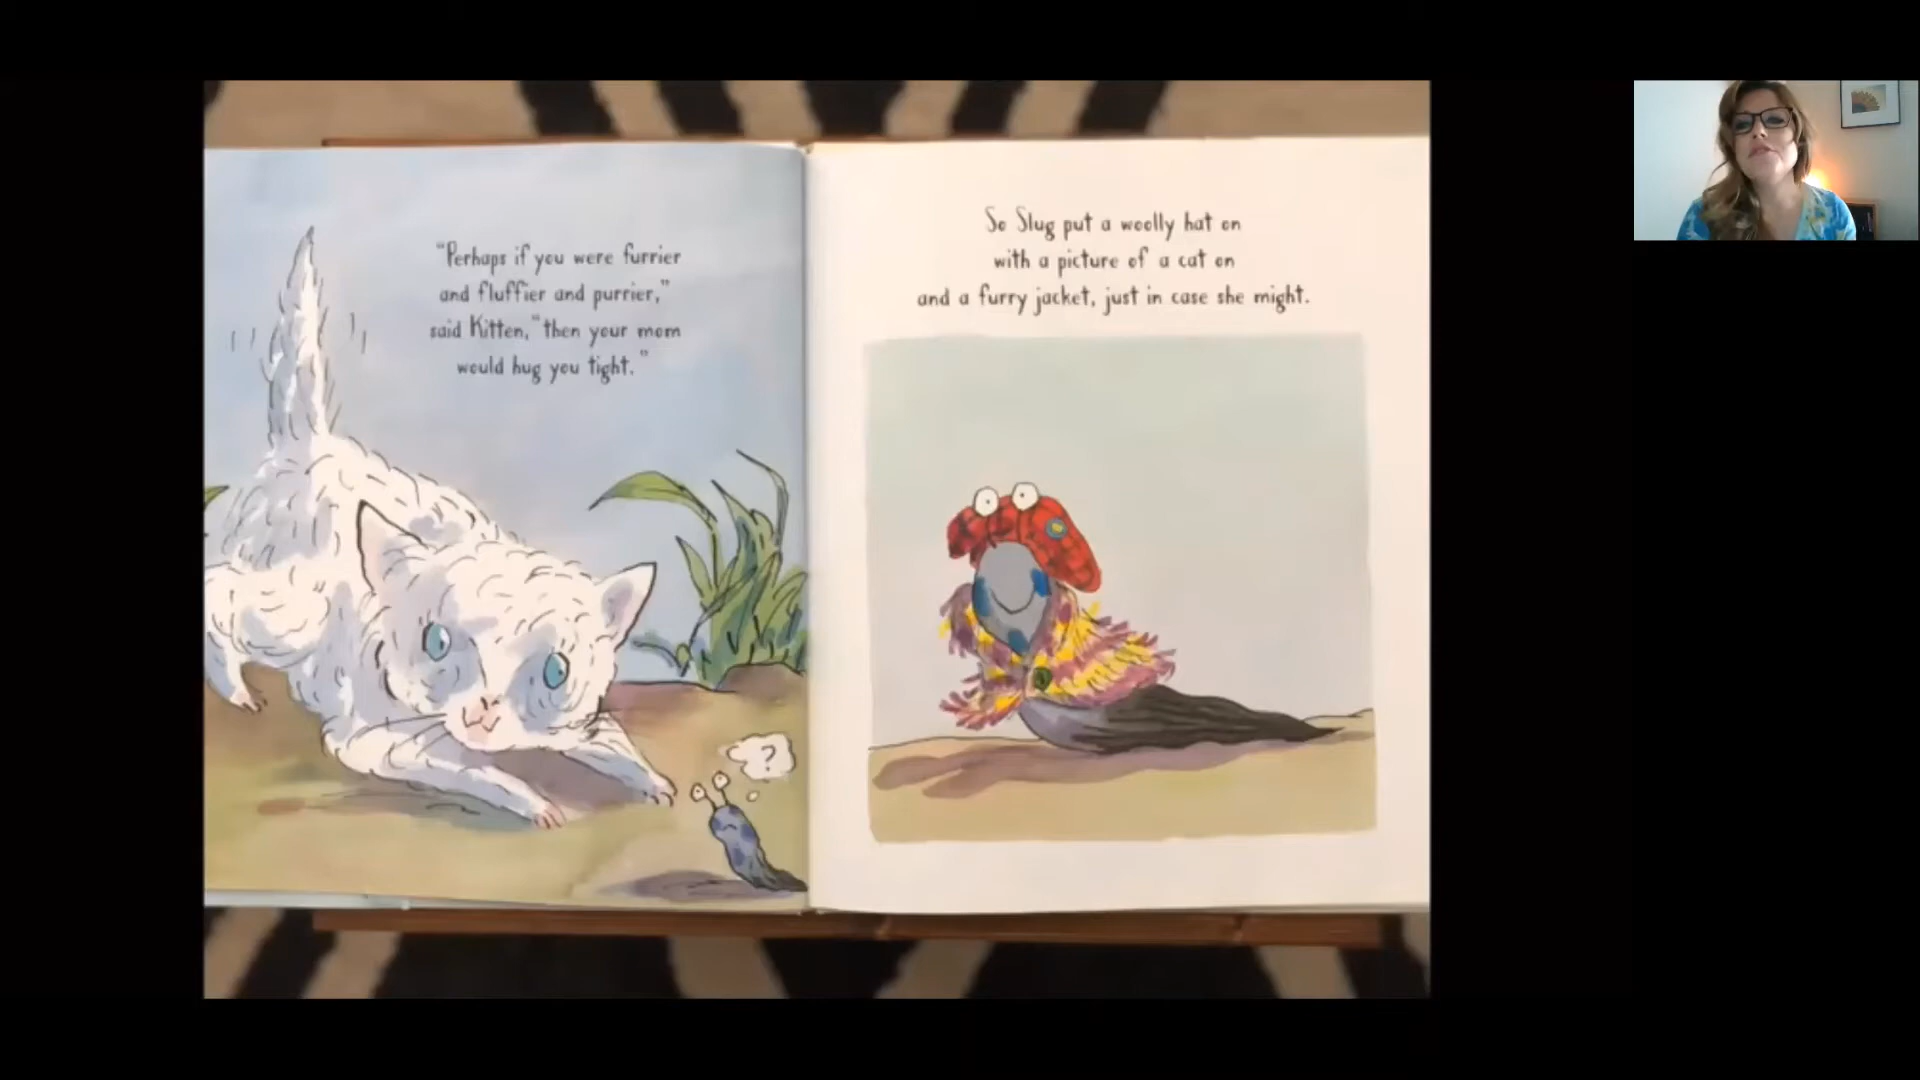 "Perhaps if you were furrier
and fluffier and purrier,"
said Kitten, "then your mom
would hug you tight."
?
So Slug put a woolly hat on
with a picture of a cat on
and a furry jacket, just in case she might.